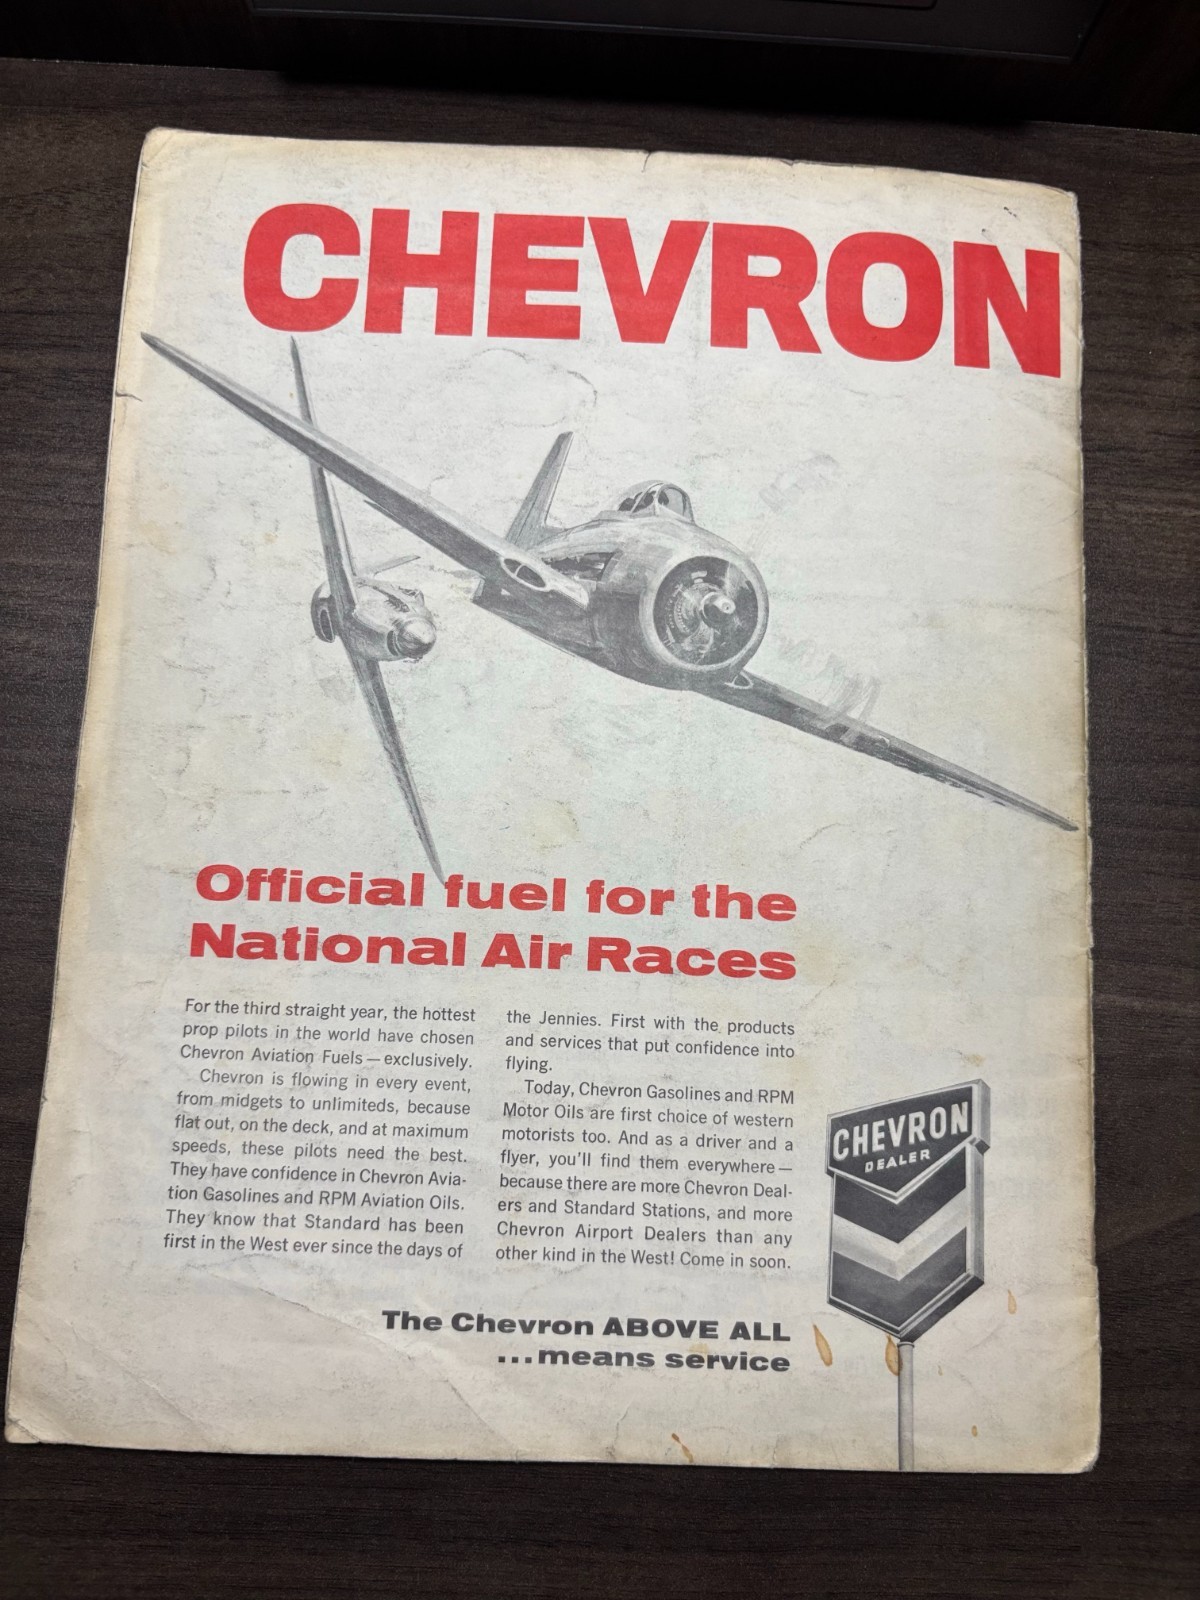 CHEVRON
Official fuel for the
National Air Races
For the third straight year, the hottest
prop pilots in the world have chosen
Chevron Aviation Fuels — exclusively.
Chevron is flowing in every event,
from midgets to unlimiteds, because
flat out, on the deck, and at maximum
speeds, these pilots need the best.
They have confidence in Chevron Avia-
tion Gasolines and RPM Aviation Oils.
They know that Standard has been
first in the West ever since the days of
the Jennies. First with the products
and services that put confidence into
flying.
Today, Chevron Gasolines and RPM
Motor Oils are first choice of western
motorists too. And as a driver and a
flyer, you'll find them everywhere —
because there are more Chevron Deal-
ers and Standard Stations, and more
Chevron Airport Dealers than any
other kind in the West! Come in soon.
CHEVRON
DEALER
The Chevron ABOVE ALL
...means service